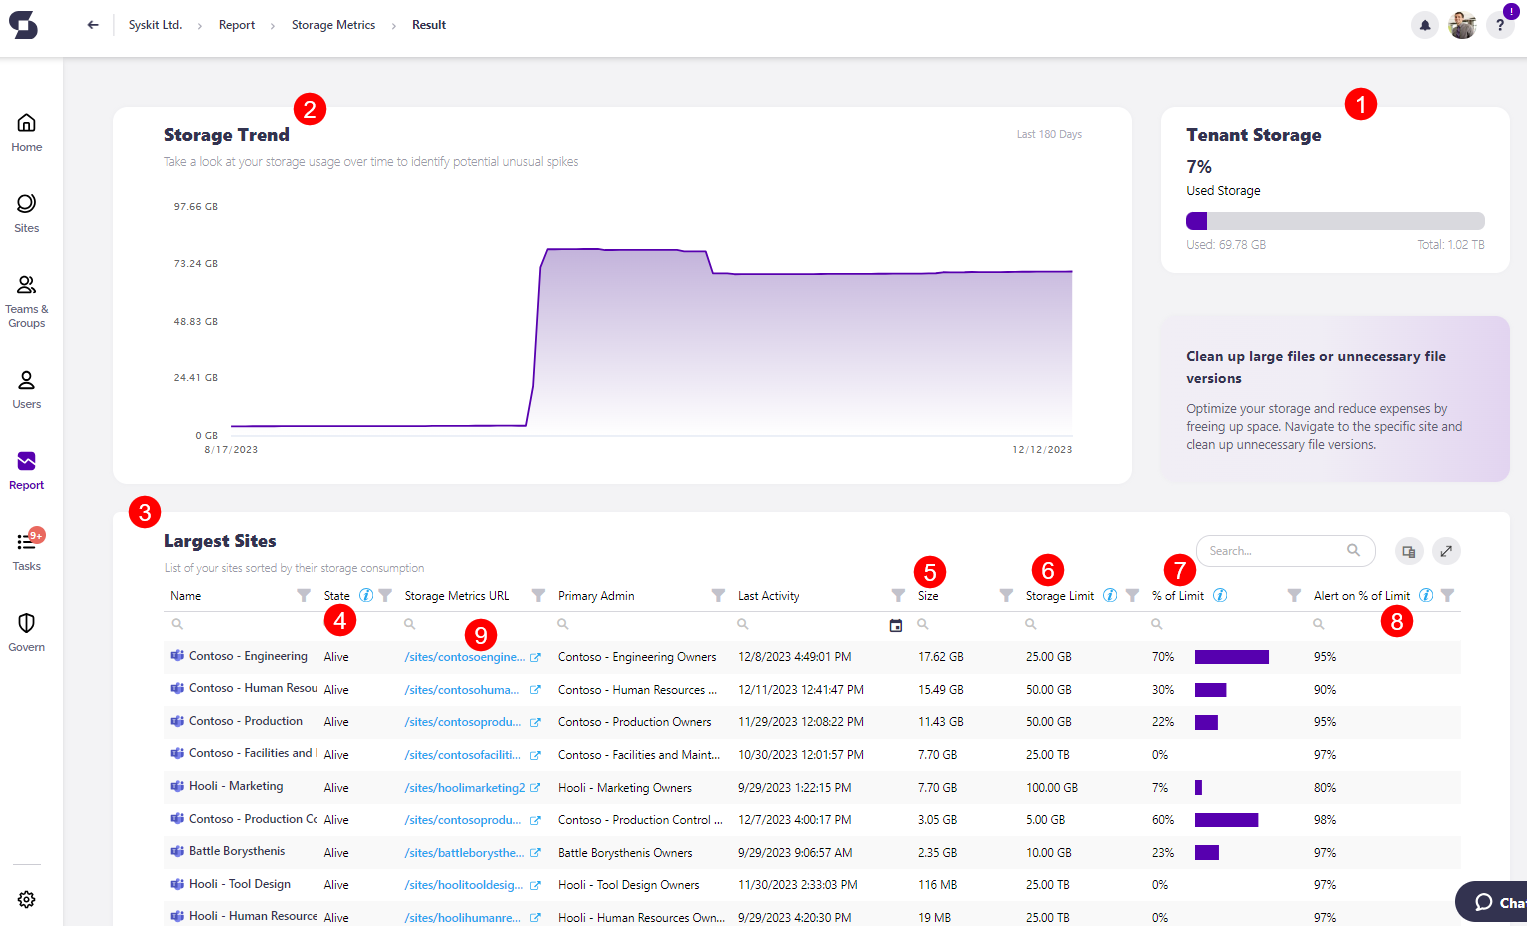 Syskit Ltd. > Report > Storage Metrics > Result
!
?
Home
Sites
Teams &
Groups
Users
Report
9+
Tasks
Govern
2
Storage Trend
Last 180 Days
Take a look at your storage usage over time to identify potential unusual spikes
97.66 GB
73.24 GB
48.83 GB
24.41 GB
0 GB
8/17/2023 12/12/2023
1
Tenant Storage
7%
Used Storage
Used: 69.78 GB Total: 1.02 TB
Clean up large files or unnecessary file
versions
Optimize your storage and reduce expenses by
freeing up space. Navigate to the specific site and
clean up unnecessary file versions.
3
Largest Sites
List of your sites sorted by their storage consumption
Search...
5 6 7
Name State i Storage Metrics URL Primary Admin Last Activity Size Storage Limit i % of Limit i Alert on % of Limit i
4 9 8
Contoso - Engineering Alive /sites/contosoengine... Contoso - Engineering Owners 12/8/2023 4:49:01 PM 17.62 GB 25.00 GB 70% 95%
Contoso - Human Resou Alive /sites/contosohuma... Contoso - Human Resources ... 12/11/2023 12:41:47 PM 15.49 GB 50.00 GB 30% 90%
Contoso - Production Alive /sites/contosoprodu... Contoso - Production Owners 11/29/2023 12:08:22 PM 11.43 GB 50.00 GB 22% 95%
Contoso - Facilities and Alive /sites/contosofaciliti... Contoso - Facilities and Maint... 10/30/2023 12:01:57 PM 7.70 GB 25.00 TB 0% 97%
Hooli - Marketing Alive /sites/hoolimarketing2 Hooli - Marketing Owners 9/29/2023 1:22:15 PM 7.70 GB 100.00 GB 7% 80%
Contoso - Production Co Alive /sites/contosoprodu... Contoso - Production Control ... 12/7/2023 4:00:17 PM 3.05 GB 5.00 GB 60% 98%
Battle Borysthenis Alive /sites/battleborysthe... Battle Borysthenis Owners 9/29/2023 9:06:57 AM 2.35 GB 10.00 GB 23% 97%
Hooli - Tool Design Alive /sites/hoolitooldesig... Hooli - Tool Design Owners 11/30/2023 2:33:03 PM 116 MB 25.00 TB 0% 97%
Hooli - Human Resource Alive /sites/hoolihumanre... Hooli - Human Resources Own... 9/29/2023 4:20:30 PM 19 MB 25.00 TB 0% 97%
Cha